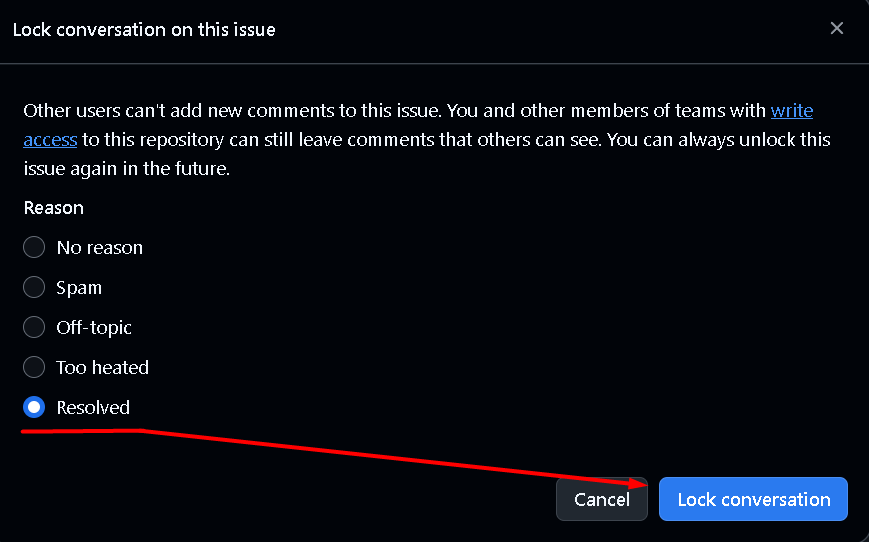 Lock conversation on this issue
Other users can't add new comments to this issue. You and other members of teams with write
access to this repository can still leave comments that others can see. You can always unlock this
issue again in the future.
Reason
No reason
Spam
Off-topic
Too heated
Resolved
Cancel
Lock conversation